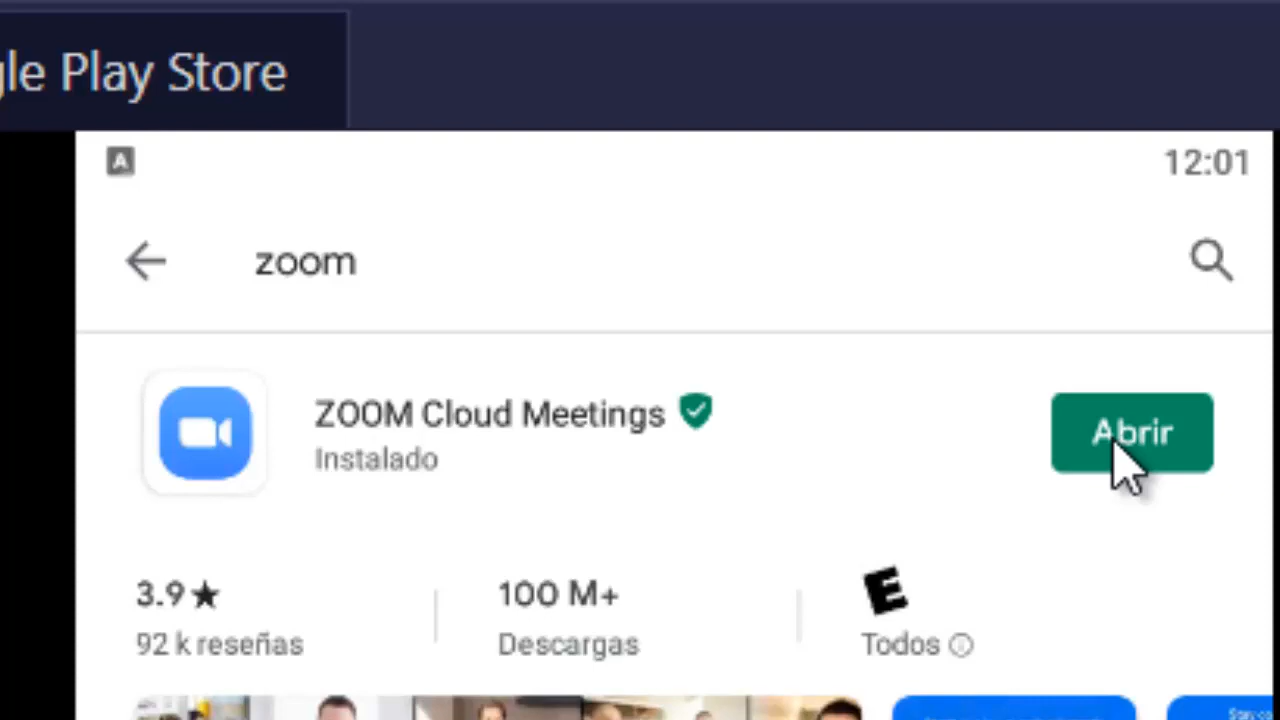 gle Play Store
A
12:01
zoom
ZOOM Cloud Meetings
Instalado
Abrir
3.9★
100 M+
E
92 k reseñas
Descargas
Todos